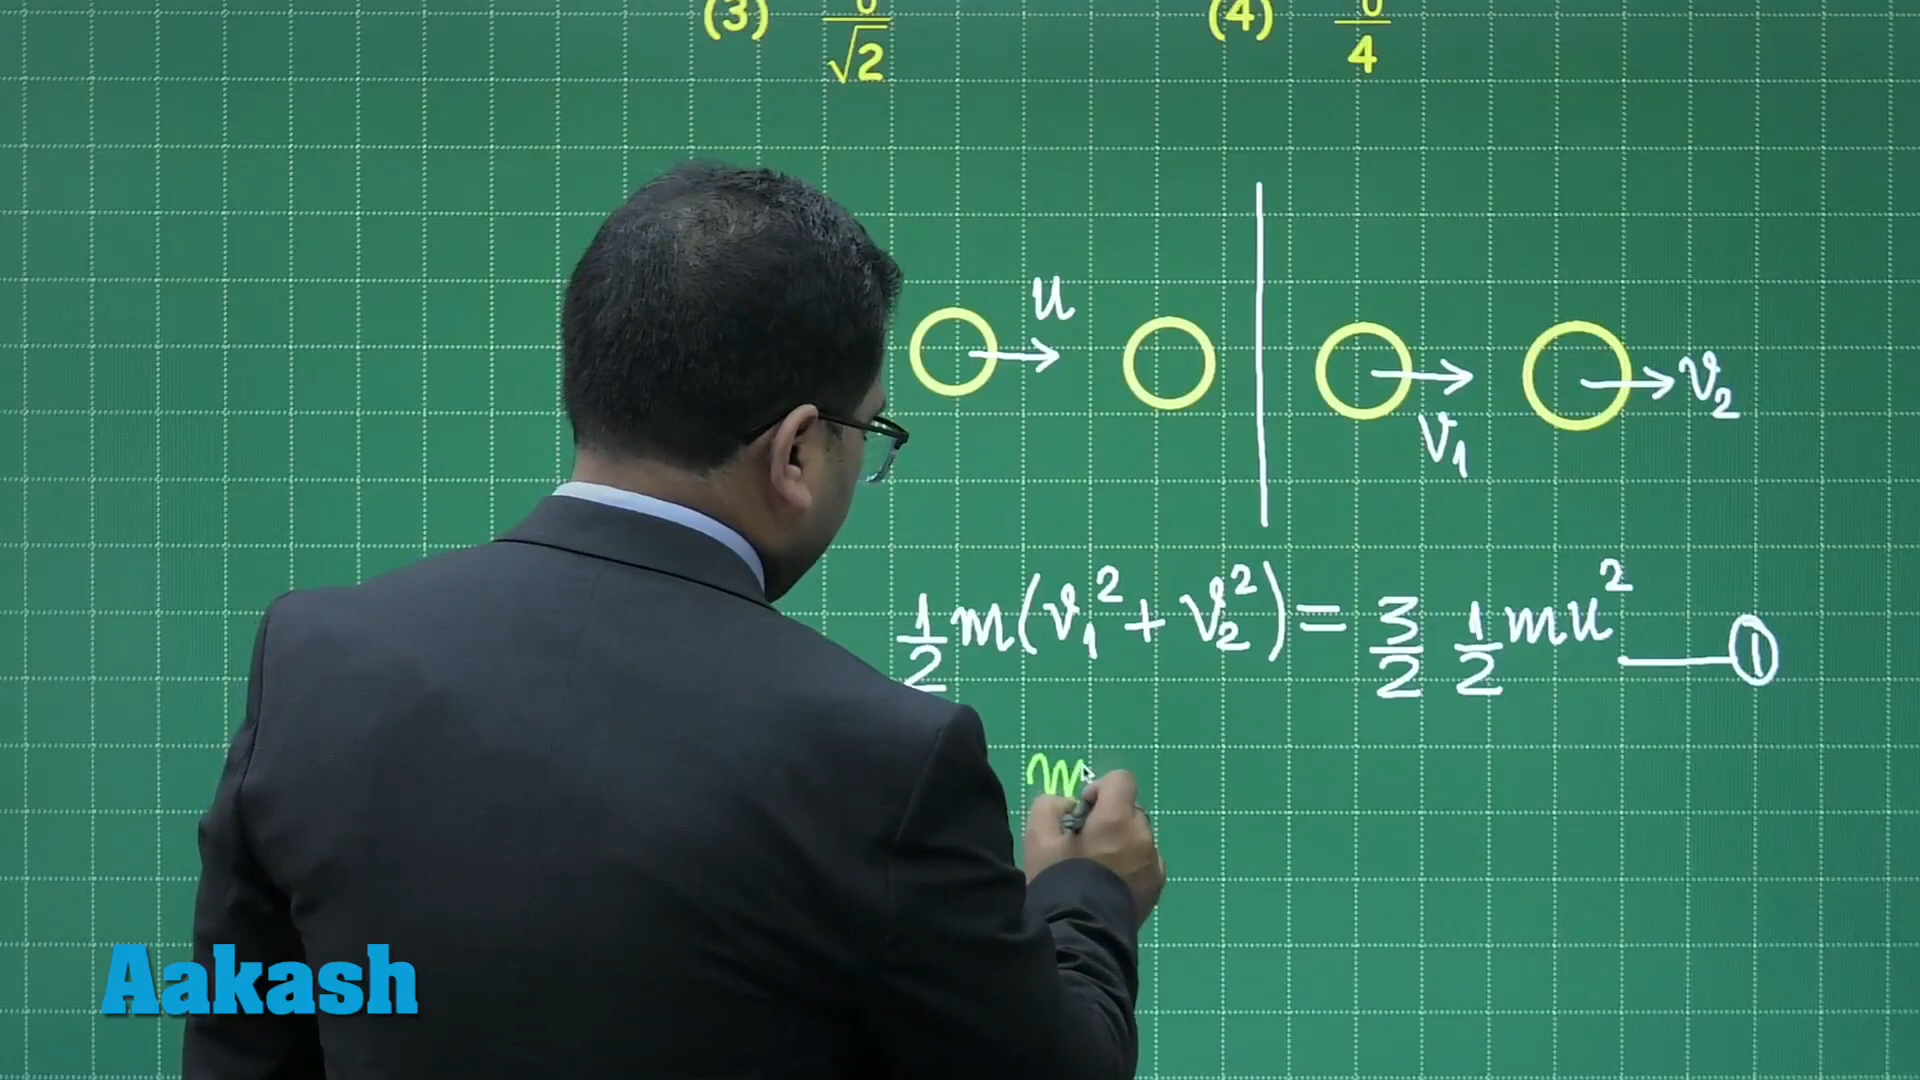 (3) /√2 (4) /4
u
v₂
v₁
1/2 m(v₁² + v₂²) = 3/2 1/2 mu² —①
m
Aakash